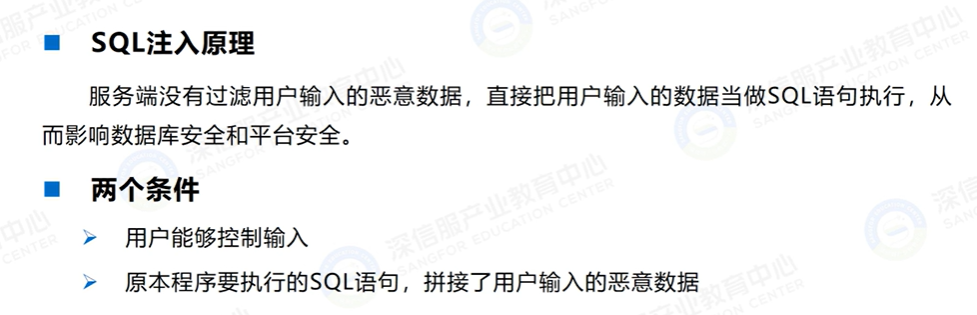 SQL注入原理
服务端没有过滤用户输入的恶意数据，直接把用户输入的数据当做SQL语句执行，从
而影响数据库安全和平台安全。
两个条件
用户能够控制输入
原本程序要执行的SQL语句，拼接了用户输入的恶意数据
深信服产业教育中心
SANGFOR EDUCATION CENTER